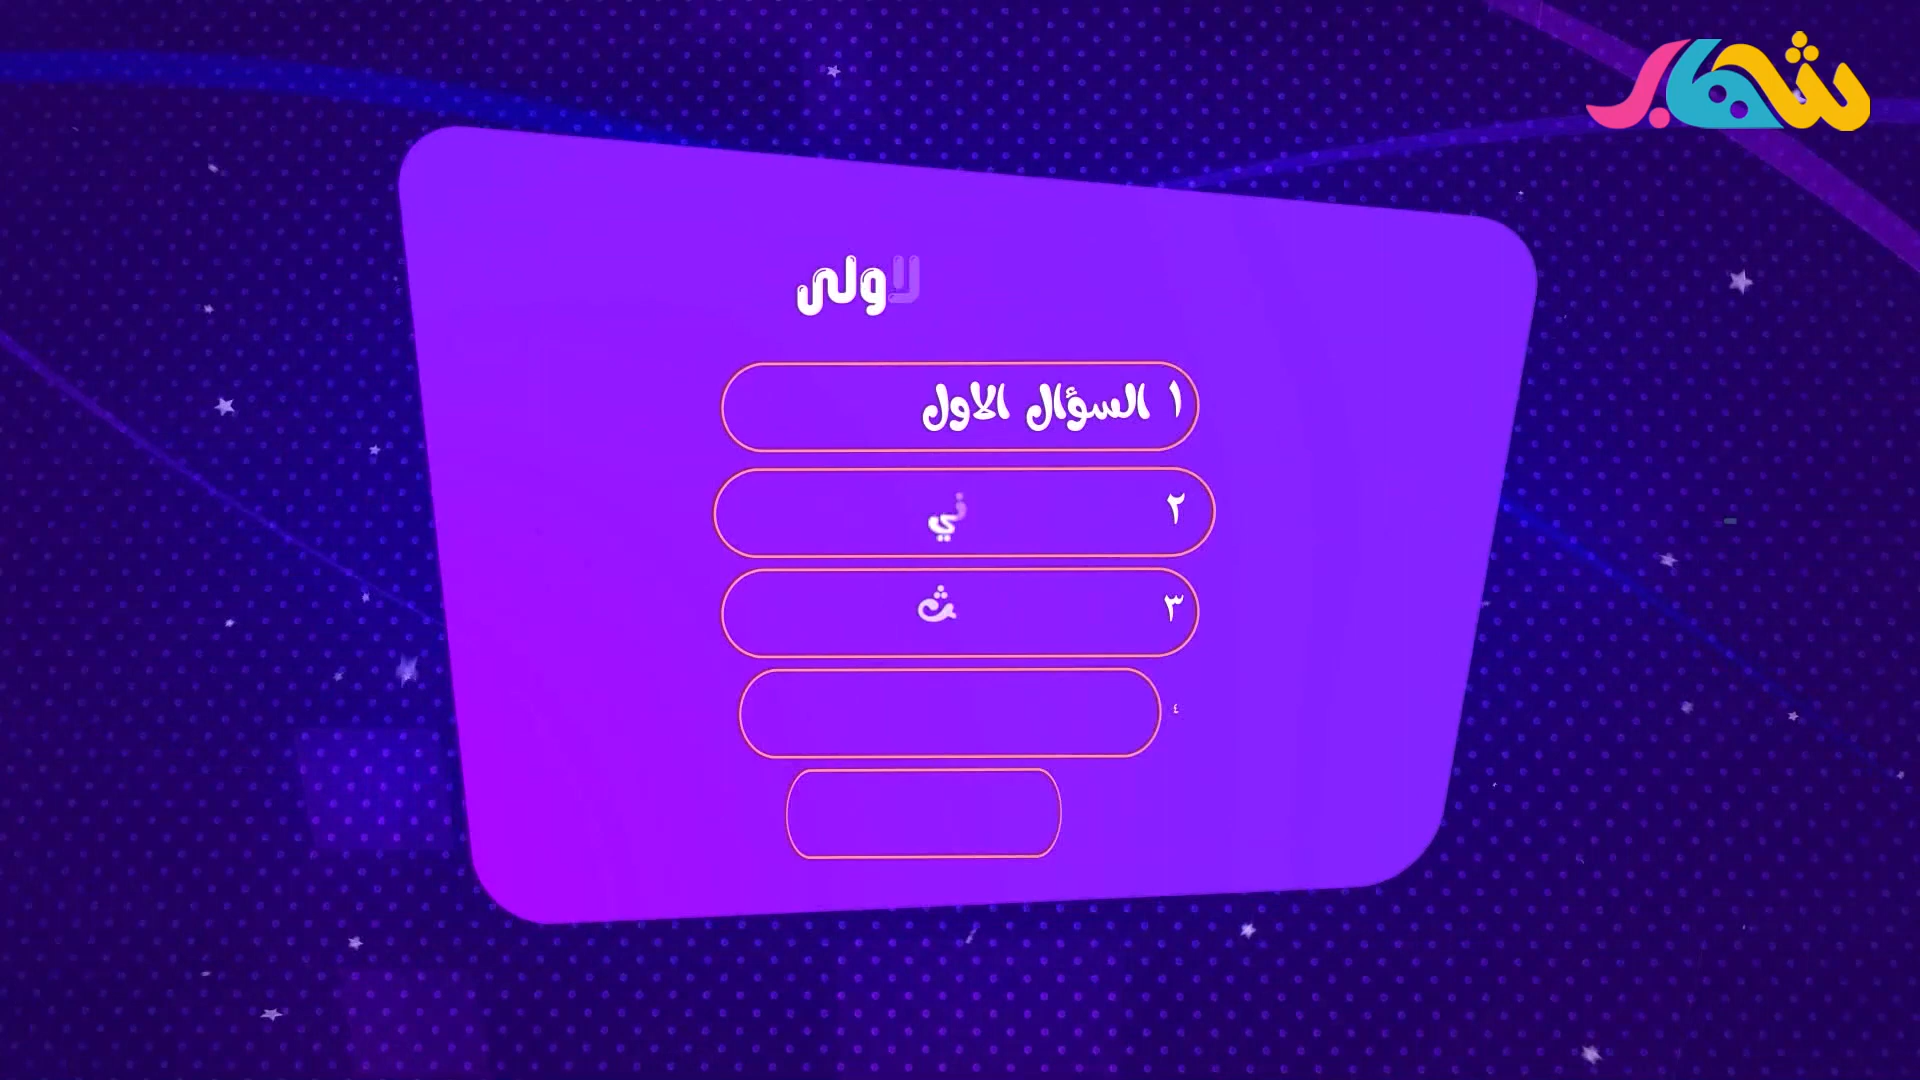 شهاب
لاولى
١ السؤال الاول
٢ ني
٣ ث
٤